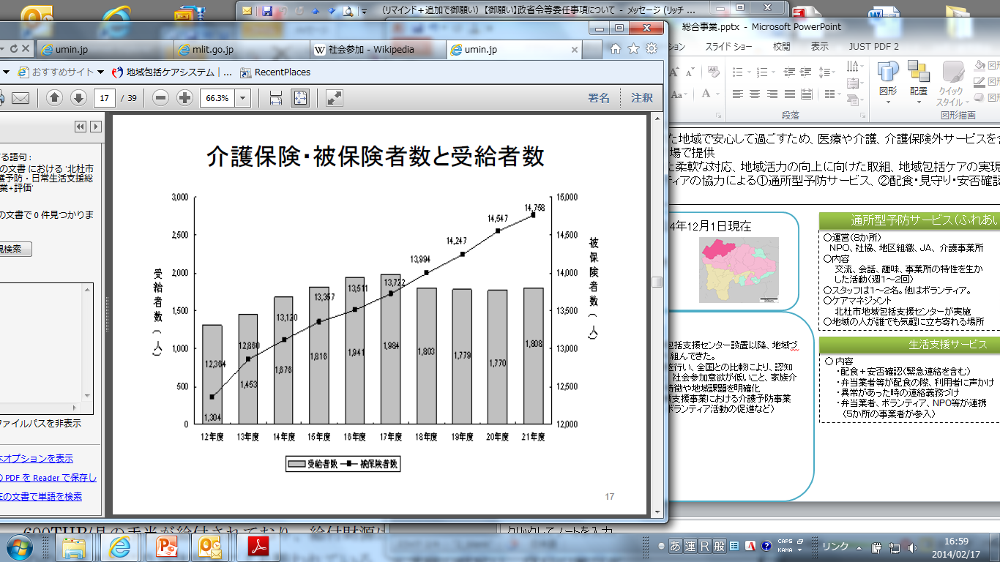 (リマインド+追加で御願い) 【御願い】政省令等委任事項について - メッセージ (リッチ ...
総合事業.pptx - Microsoft PowerPoint
umin.jp
mlit.go.jp
社会参加 - Wikipedia
umin.jp
スライド ショー
校閲
表示
JUST PDF 2
おすすめサイト
地域包括ケアシステム | ...
RecentPlaces
17 / 39
66.3%
署名
注釈
図形
配置
クイック
スタイル
段落
図形描画
る語句 :
の文書 における '北杜市
護予防・日常生活支援総
業+評価'
の文書で 0 件見つかりま
規検索
ファイルパスを非表示
オプションを表示
PDF を Reader で保存し
在の文書で単語を検索
介護保険・被保険者数と受給者数
受給者数(人)
3,000
2,500
2,000
1,500
1,000
500
0
15,000
14,500
14,000
13,500
13,000
12,500
12,000
被保険者数(人)
12,364
12,860
13,120
13,357
13,511
13,722
13,994
14,247
14,547
14,758
1,304
1,453
1,676
1,816
1,941
1,984
1,803
1,779
1,770
1,808
12年度
13年度
14年度
15年度
16年度
17年度
18年度
19年度
20年度
21年度
受給者数
被保険者数
17
た地域で安心して過ごすため、医療や介護、介護保険外サービスを
場で提供
た柔軟な対応、地域活力の向上に向けた取組、地域包括ケアの実現
ティアの協力による①通所型予防サービス、②配食・見守り・安否確認
4年12月1日現在
通所型予防サービス(ふれあい
○運営(8か所)
NPO、社協、地区組織、JA、介護事業所
○内容
交流、会話、趣味、事業所の特性を生か
した活動(週1~2回)
○スタッフは1~2名。他はボランティア。
○ケアマネジメント
北杜市地域包括支援センターが実施
○地域の人が誰でも気軽に立ち寄れる場所
包括支援センター設置以降、地域づ
組んできた。
を行い、全国との比較により、認知
社会参加意欲が低いこと、家族介
特徴や地域課題を明確化
支援事業における介護予防事業
ボランティア活動の促進など)
生活支援サービス
○ 内容
・配食+安否確認(緊急連絡を含む)
・弁当業者等が配食の際、利用者に声かけ
・異常があった時の連絡義務づけ
・弁当業者、ボランティア、NPO等が連携
(5か所の事業者が参入)
600THB/月の手当が給付されており、給付財源は
クリックしてノートを入力
あ 連 R 般
CAPS
KANA
リンク
16:59
2014/02/17